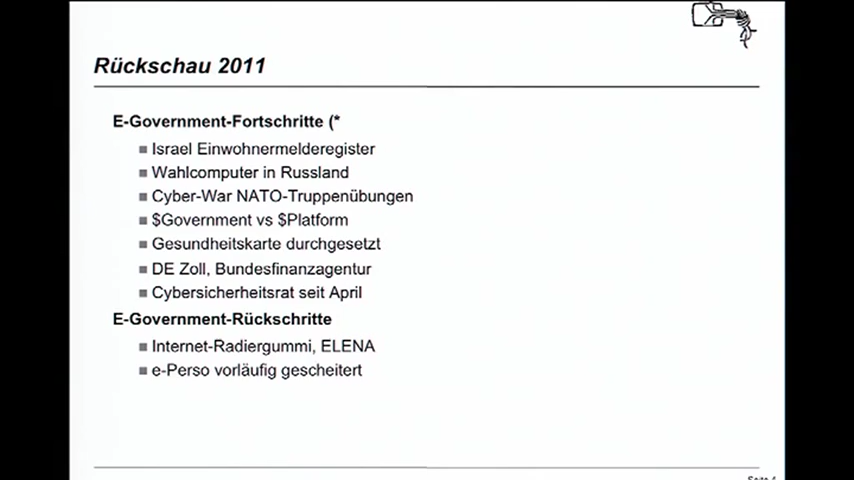 Rückschau 2011
E-Government-Fortschritte (*
Israel Einwohnermelderegister
Wahlcomputer in Russland
Cyber-War NATO-Truppenübungen
$Government vs $Platform
Gesundheitskarte durchgesetzt
DE Zoll, Bundesfinanzagentur
Cybersicherheitsrat seit April
E-Government-Rückschritte
Internet-Radiergummi, ELENA
e-Perso vorläufig gescheitert